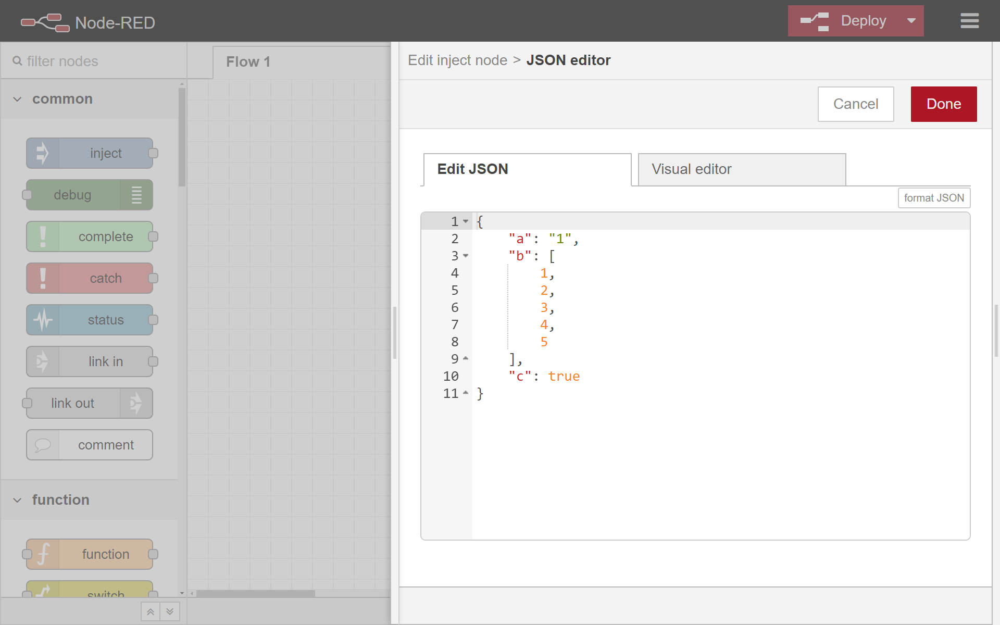 Node-RED
Deploy
filter nodes
Flow 1
common
inject
debug
complete
catch
status
link in
link out
comment
function
function
switch
Edit inject node > JSON editor
Cancel
Done
Edit JSON
Visual editor
format JSON
1 {
2 "a": "1",
3 "b": [
4 1,
5 2,
6 3,
7 4,
8 5
9 ],
10 "c": true
11 }